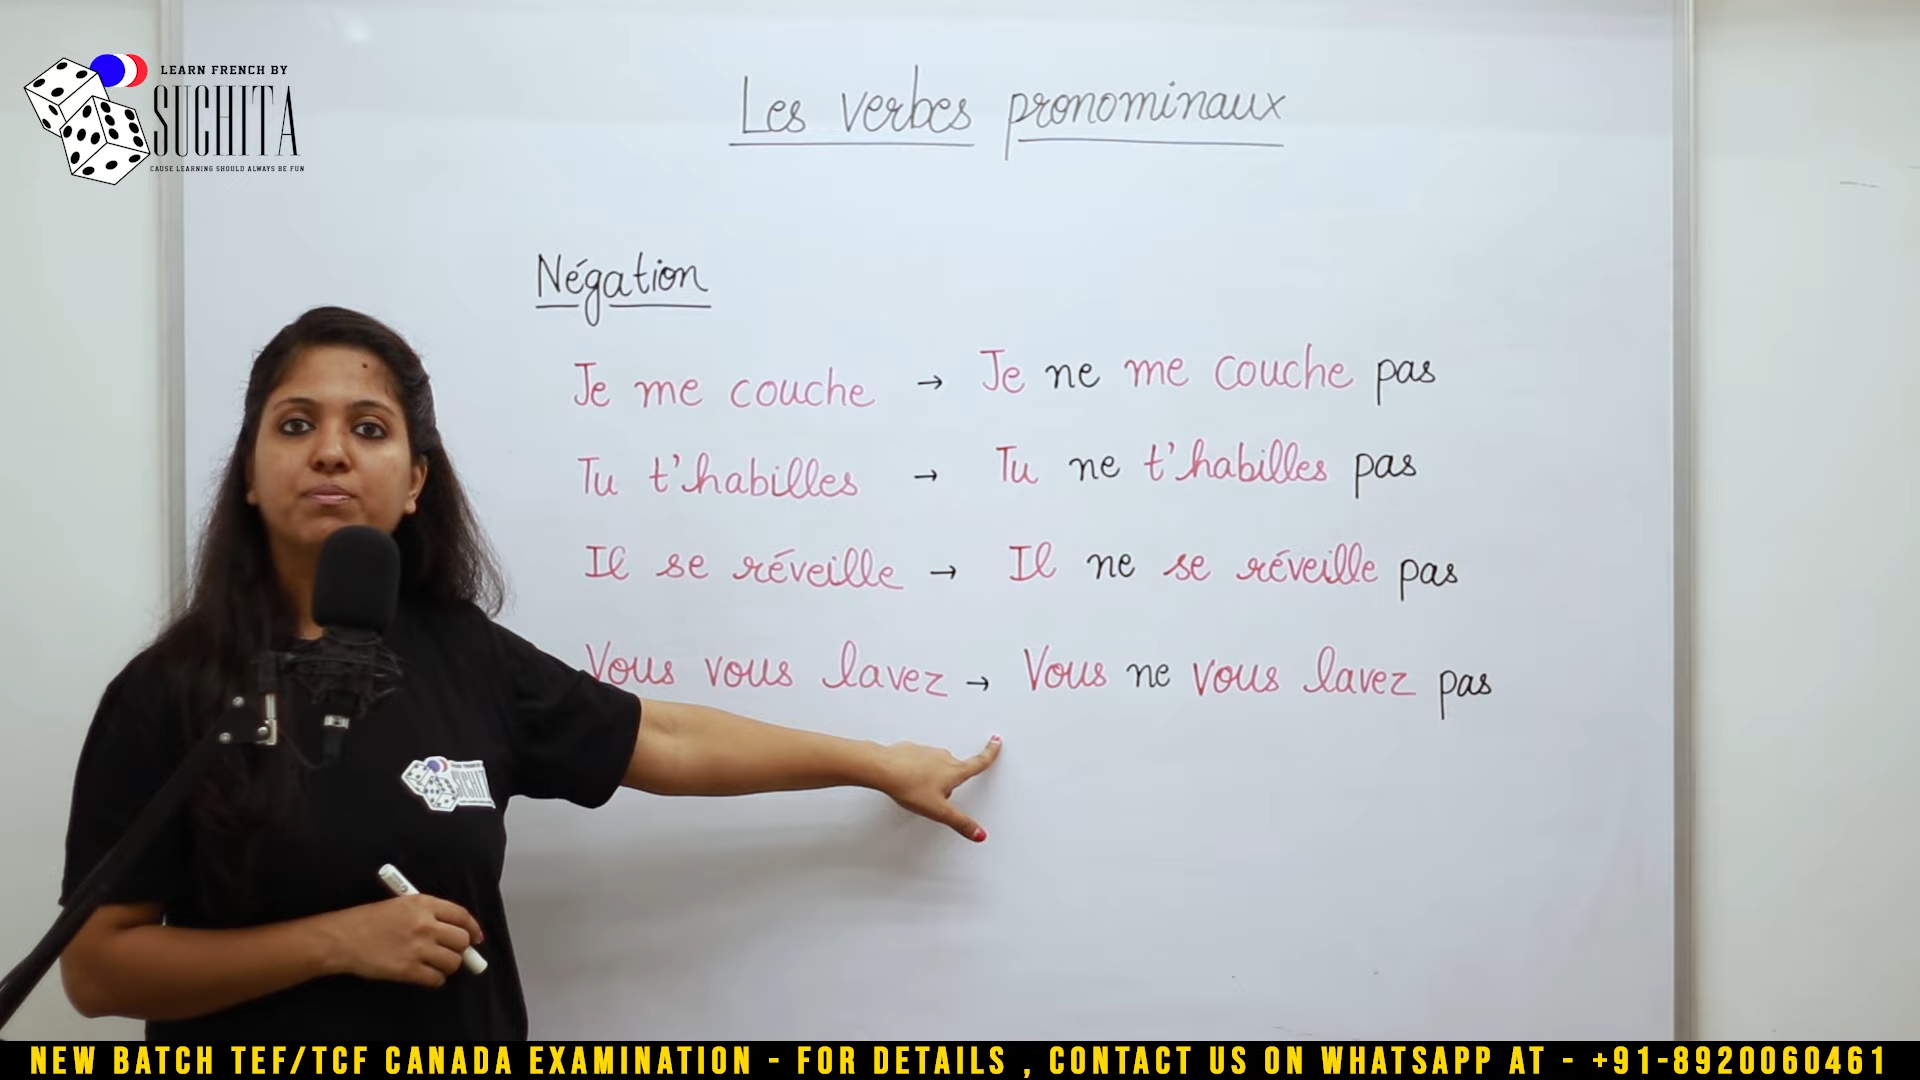 LEARN FRENCH BY
SUCHITA
CAUSE LEARNING SHOULD ALWAYS BE FUN
Les verbes pronominaux
Négation
Je me couche → Je ne me couche pas
Tu t'habilles → Tu ne t'habilles pas
Il se réveille → Il ne se réveille pas
Vous vous lavez → Vous ne vous lavez pas
SUCHIT
NEW BATCH TEF/TCF CANADA EXAMINATION - FOR DETAILS , CONTACT US ON WHATSAPP AT - +91-8920060461